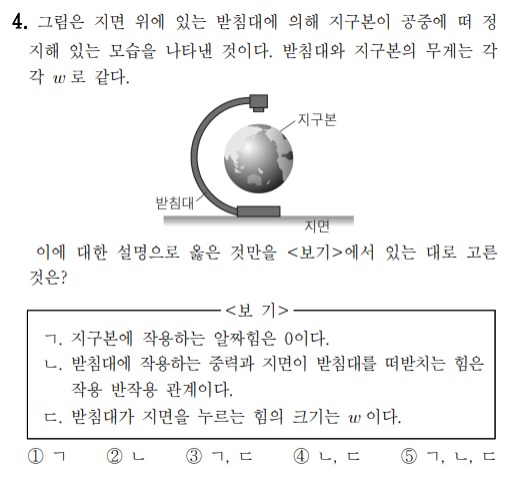 4. 그림은 지면 위에 있는 받침대에 의해 지구본이 공중에 떠 정
지해 있는 모습을 나타낸 것이다. 받침대와 지구본의 무게는 각
각 w로 같다.
지구본
받침대
지면
이에 대한 설명으로 옳은 것만을 <보기>에서 있는 대로 고른
것은?
<보 기>
ㄱ. 지구본에 작용하는 알짜힘은 0이다.
ㄴ. 받침대에 작용하는 중력과 지면이 받침대를 떠받치는 힘은
작용 반작용 관계이다.
ㄷ. 받침대가 지면을 누르는 힘의 크기는 w이다.
① ㄱ ② ㄴ ③ ㄱ, ㄷ ④ ㄴ, ㄷ ⑤ ㄱ, ㄴ, ㄷ